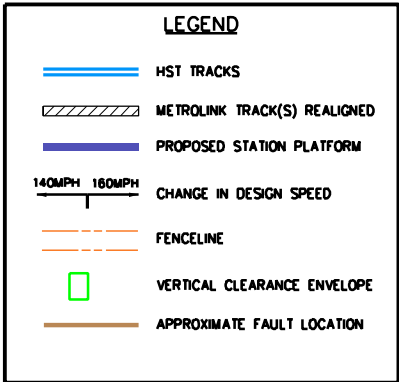 LEGEND
HST TRACKS
METROLINK TRACK(S) REALIGNED
PROPOSED STATION PLATFORM
140MPH 160MPH CHANGE IN DESIGN SPEED
FENCELINE
VERTICAL CLEARANCE ENVELOPE
APPROXIMATE FAULT LOCATION